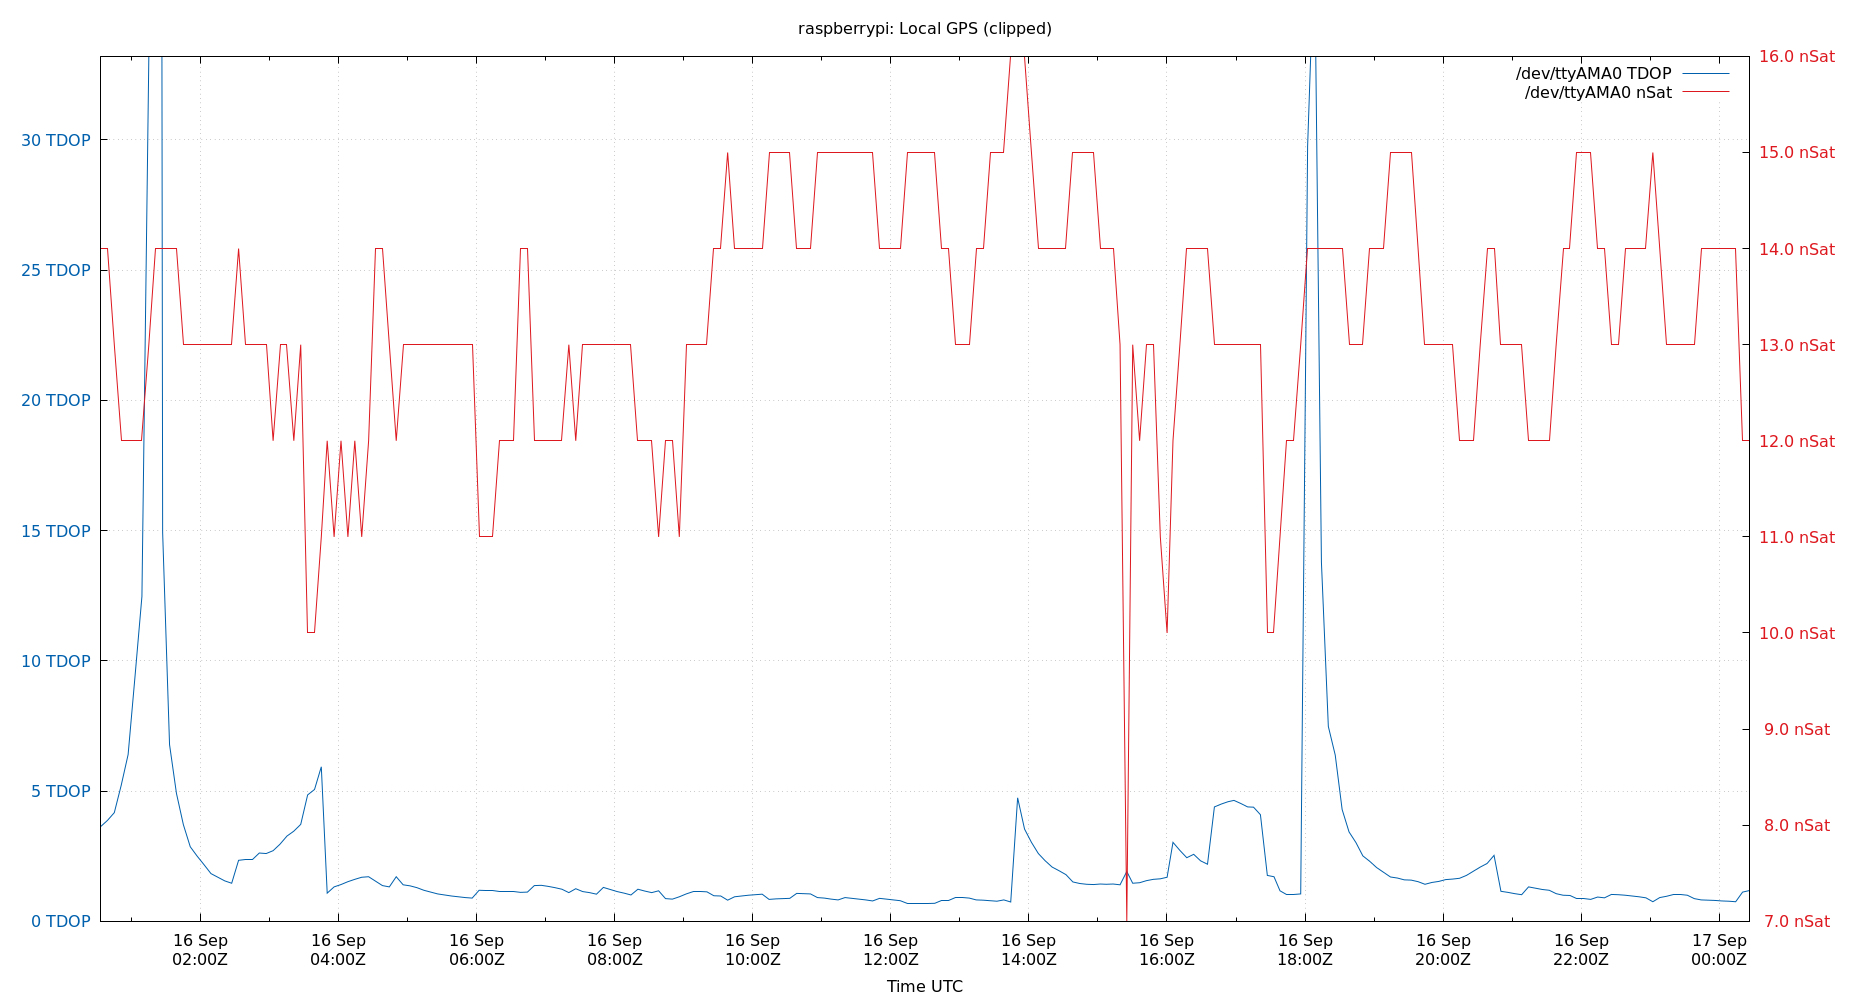 raspberrypi: Local GPS (clipped)
/dev/ttyAMA0 TDOP
/dev/ttyAMA0 nSat
30 TDOP
25 TDOP
20 TDOP
15 TDOP
10 TDOP
5 TDOP
0 TDOP
16.0 nSat
15.0 nSat
14.0 nSat
13.0 nSat
12.0 nSat
11.0 nSat
10.0 nSat
9.0 nSat
8.0 nSat
7.0 nSat
16 Sep 16 Sep 16 Sep 16 Sep 16 Sep 16 Sep 16 Sep 16 Sep 16 Sep 16 Sep 16 Sep 17 Sep
02:00Z 04:00Z 06:00Z 08:00Z 10:00Z 12:00Z 14:00Z 16:00Z 18:00Z 20:00Z 22:00Z 00:00Z
Time UTC